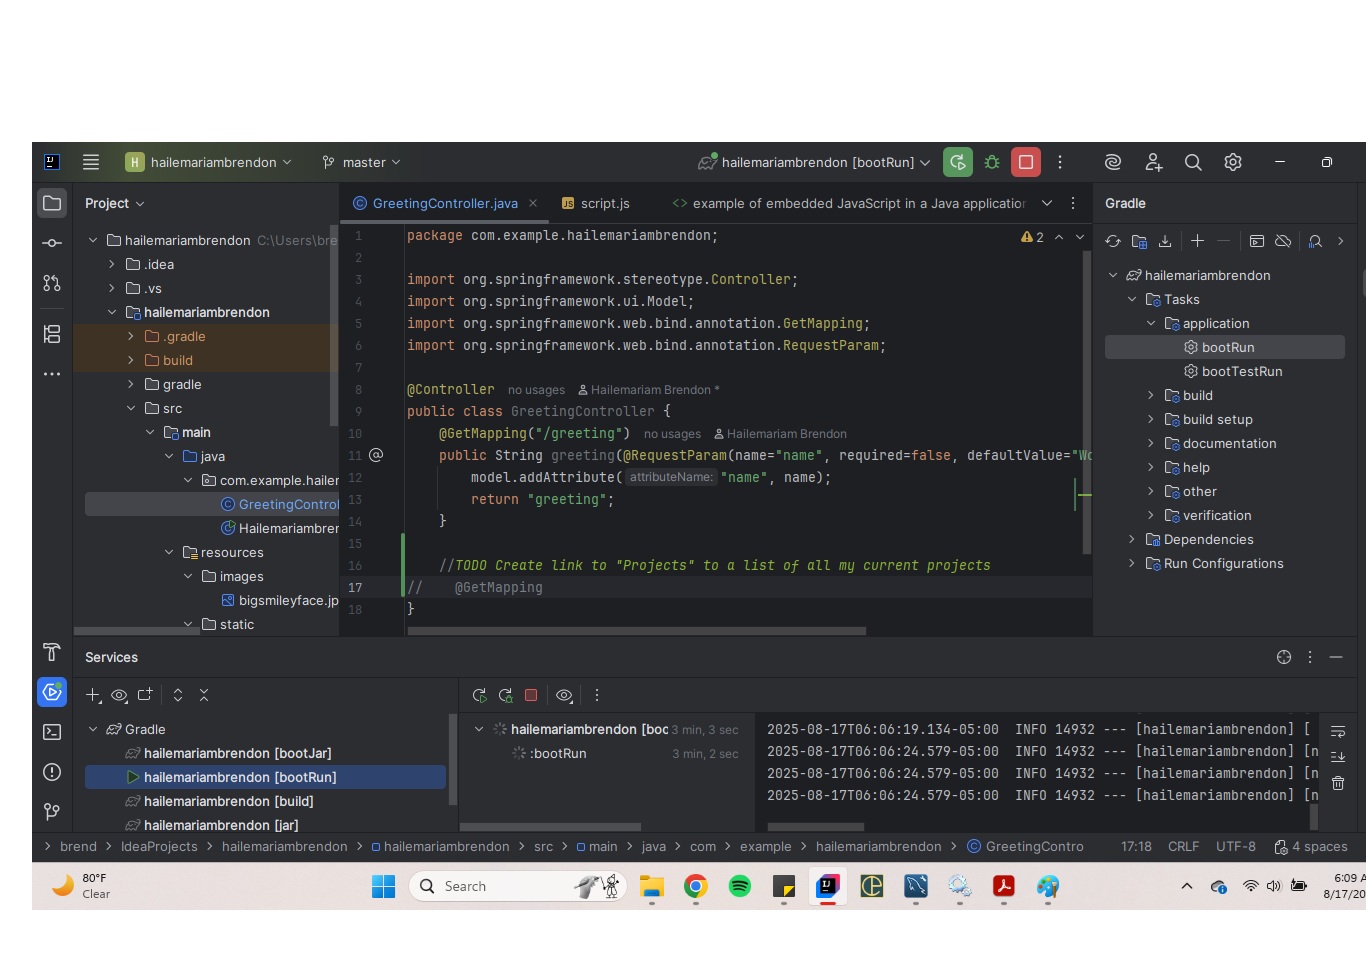 H hailemariambrendon
master
hailemariambrendon [bootRun]
Project
GreetingController.java
JS script.js
<> example of embedded JavaScript in a Java application
Gradle
hailemariambrendon C:\Users\bre
.idea
.vs
hailemariambrendon
.gradle
build
gradle
src
main
java
com.example.hailer
GreetingControl
Hailemariambrer
resources
images
bigsmileyface.jp
static
1 package com.example.hailemariambrendon;
2
3 import org.springframework.stereotype.Controller;
4 import org.springframework.ui.Model;
5 import org.springframework.web.bind.annotation.GetMapping;
6 import org.springframework.web.bind.annotation.RequestParam;
7
8 @Controller no usages Hailemariam Brendon *
9 public class GreetingController {
10 @GetMapping("/greeting") no usages Hailemariam Brendon
11 public String greeting(@RequestParam(name="name", required=false, defaultValue="Wo
12 model.addAttribute( attributeName: "name", name);
13 return "greeting";
14 }
15
16 //TODO Create link to "Projects" to a list of all my current projects
17 // @GetMapping
18 }
2
hailemariambrendon
Tasks
application
bootRun
bootTestRun
build
build setup
documentation
help
other
verification
Dependencies
Run Configurations
Services
Gradle
hailemariambrendon [bootJar]
hailemariambrendon [bootRun]
hailemariambrendon [build]
hailemariambrendon [jar]
hailemariambrendon [boo 3 min, 3 sec
:bootRun 3 min, 2 sec
2025-08-17T06:06:19.134-05:00 INFO 14932 --- [hailemariambrendon] [
2025-08-17T06:06:24.579-05:00 INFO 14932 --- [hailemariambrendon] [n
2025-08-17T06:06:24.579-05:00 INFO 14932 --- [hailemariambrendon] [n
2025-08-17T06:06:24.579-05:00 INFO 14932 --- [hailemariambrendon] [n
> brend > IdeaProjects > hailemariambrendon > hailemariambrendon > src > main > java > com > example > hailemariambrendon > GreetingContro
17:18 CRLF UTF-8 4 spaces
80°F
Clear
Search
6:09 A
8/17/20